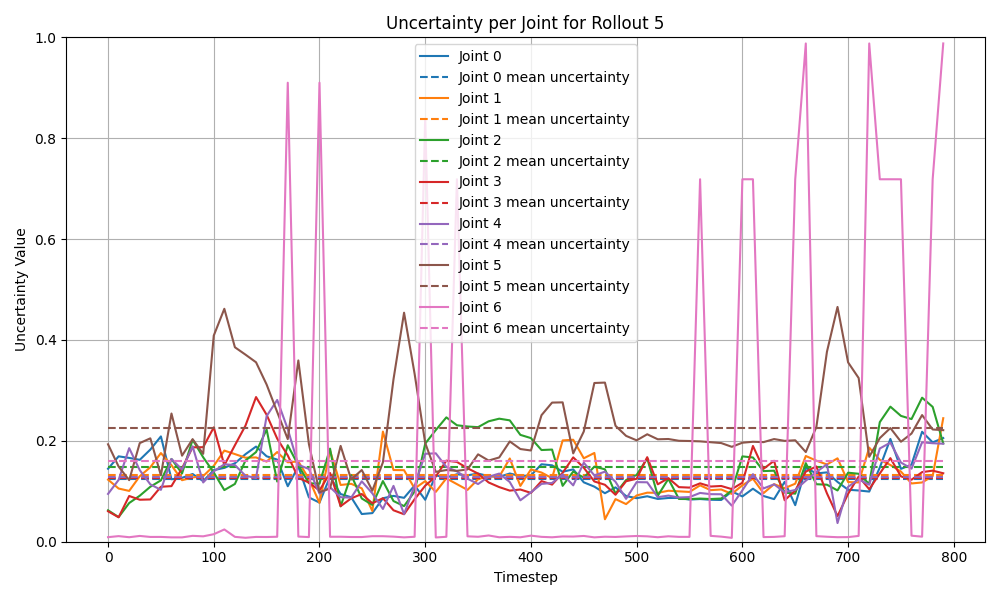 Uncertainty per Joint for Rollout 5
Uncertainty Value
1.0
0.8
0.6
0.4
0.2
0.0
Joint 0
Joint 0 mean uncertainty
Joint 1
Joint 1 mean uncertainty
Joint 2
Joint 2 mean uncertainty
Joint 3
Joint 3 mean uncertainty
Joint 4
Joint 4 mean uncertainty
Joint 5
Joint 5 mean uncertainty
Joint 6
Joint 6 mean uncertainty
0 100 200 300 400 500 600 700 800
Timestep